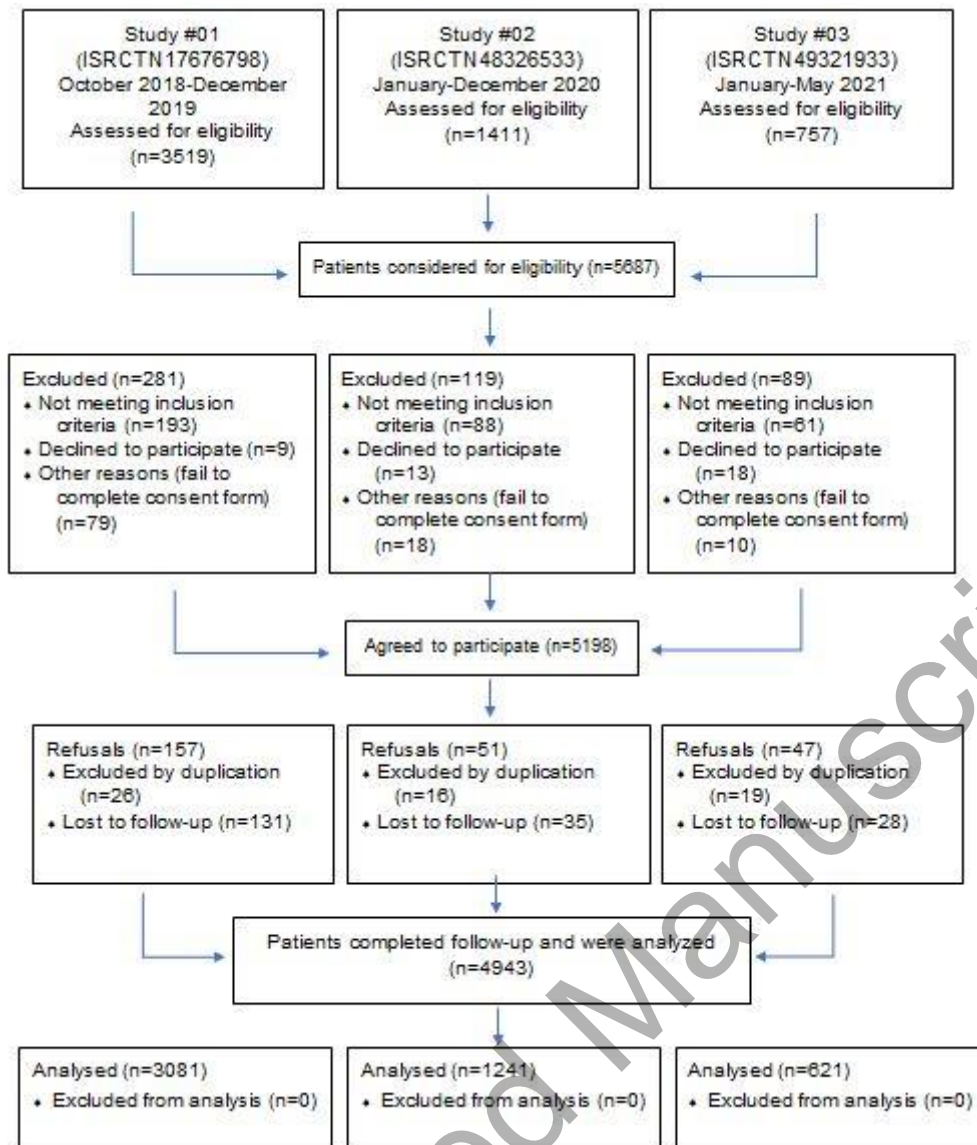 Study #01
(ISRCTN17676798)
October 2018-December
2019
Assessed for eligibility
(n=3519)
Study #02
(ISRCTN48326533)
January-December 2020
Assessed for eligibility
(n=1411)
Study #03
(ISRCTN49321933)
January-May 2021
Assessed for eligibility
(n=757)
Patients considered for eligibility (n=5687)
Excluded (n=281)
• Not meeting inclusion
criteria (n=193)
• Declined to participate (n=9)
• Other reasons (fail to
complete consent form)
(n=79)
Excluded (n=119)
• Not meeting inclusion
criteria (n=88)
• Declined to participate
(n=13)
• Other reasons (fail to
complete consent form)
(n=18)
Excluded (n=89)
• Not meeting inclusion
criteria (n=61)
• Declined to participate
(n=18)
• Other reasons (fail to
complete consent form)
(n=10)
Agreed to participate (n=5198)
Refusals (n=157)
• Excluded by duplication
(n=26)
• Lost to follow-up (n=131)
Refusals (n=51)
• Excluded by duplication
(n=16)
• Lost to follow-up (n=35)
Refusals (n=47)
• Excluded by duplication
(n=19)
• Lost to follow-up (n=28)
Patients completed follow-up and were analyzed
(n=4943)
Analysed (n=3081)
• Excluded from analysis (n=0)
Analysed (n=1241)
• Excluded from analysis (n=0)
Analysed (n=621)
• Excluded from analysis (n=0)
ed Manuscri